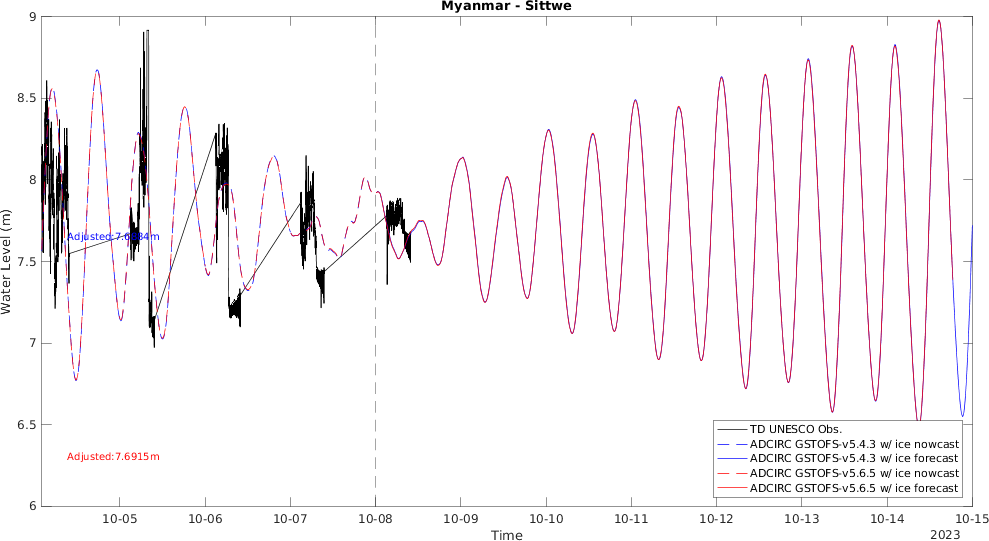 Myanmar - Sittwe
9
8.5
8
7.5
7
6.5
6
Water Level (m)
Adjusted:7.6915m
10-05
10-06
10-07
10-08
10-09
10-10
10-11
10-12
10-13
10-14
10-15
Time
2023
TD UNESCO Obs.
ADCIRC GSTOFS-v5.4.3 w/ ice nowcast
ADCIRC GSTOFS-v5.4.3 w/ ice forecast
ADCIRC GSTOFS-v5.6.5 w/ ice nowcast
ADCIRC GSTOFS-v5.6.5 w/ ice forecast